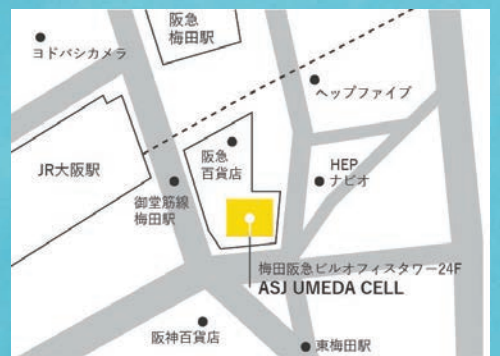 阪急
梅田駅
ヨドバシカメラ
ヘップファイブ
JR大阪駅
阪急
百貨店
HEP
ナビオ
御堂筋線
梅田駅
梅田阪急ビルオフィスタワー24F
ASJ UMEDA CELL
阪神百貨店
東梅田駅